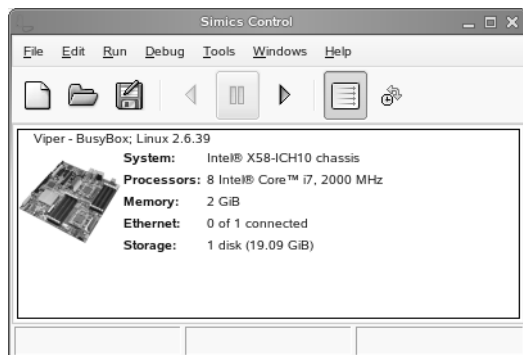 Simics Control
File Edit Run Debug Tools Windows Help
Viper - BusyBox; Linux 2.6.39
System: Intel® X58-ICH10 chassis
Processors: 8 Intel® Core™ i7, 2000 MHz
Memory: 2 GiB
Ethernet: 0 of 1 connected
Storage: 1 disk (19.09 GiB)